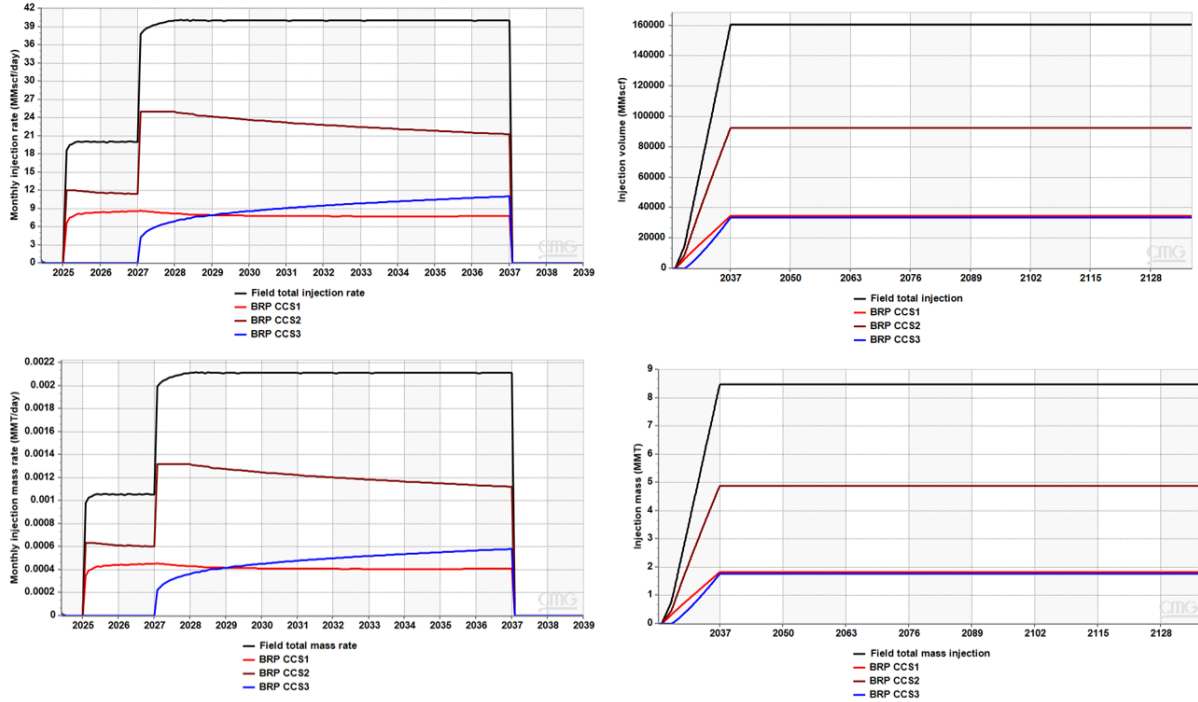 Monthly injection rate (MMscf/day)
42
39
36
33
30
27
24
21
18
15
12
9
6
3
0
2025 2026 2027 2028 2029 2030 2031 2032 2033 2034 2035 2036 2037 2038 2039
CMG
Field total injection rate
BRP CCS1
BRP CCS2
BRP CCS3
Injection volume (MMscf)
160000
140000
120000
100000
80000
60000
40000
20000
0
2037 2050 2063 2076 2089 2102 2115 2128
CMG
Field total injection
BRP CCS1
BRP CCS2
BRP CCS3
Monthly injection mass rate (MMT/day)
0.0022
0.002
0.0018
0.0016
0.0014
0.0012
0.001
0.0008
0.0006
0.0004
0.0002
0
2025 2026 2027 2028 2029 2030 2031 2032 2033 2034 2035 2036 2037 2038 2039
CMG
Field total mass rate
BRP CCS1
BRP CCS2
BRP CCS3
Injection mass (MMT)
9
8
7
6
5
4
3
2
1
0
2037 2050 2063 2076 2089 2102 2115 2128
CMG
Field total mass injection
BRP CCS1
BRP CCS2
BRP CCS3